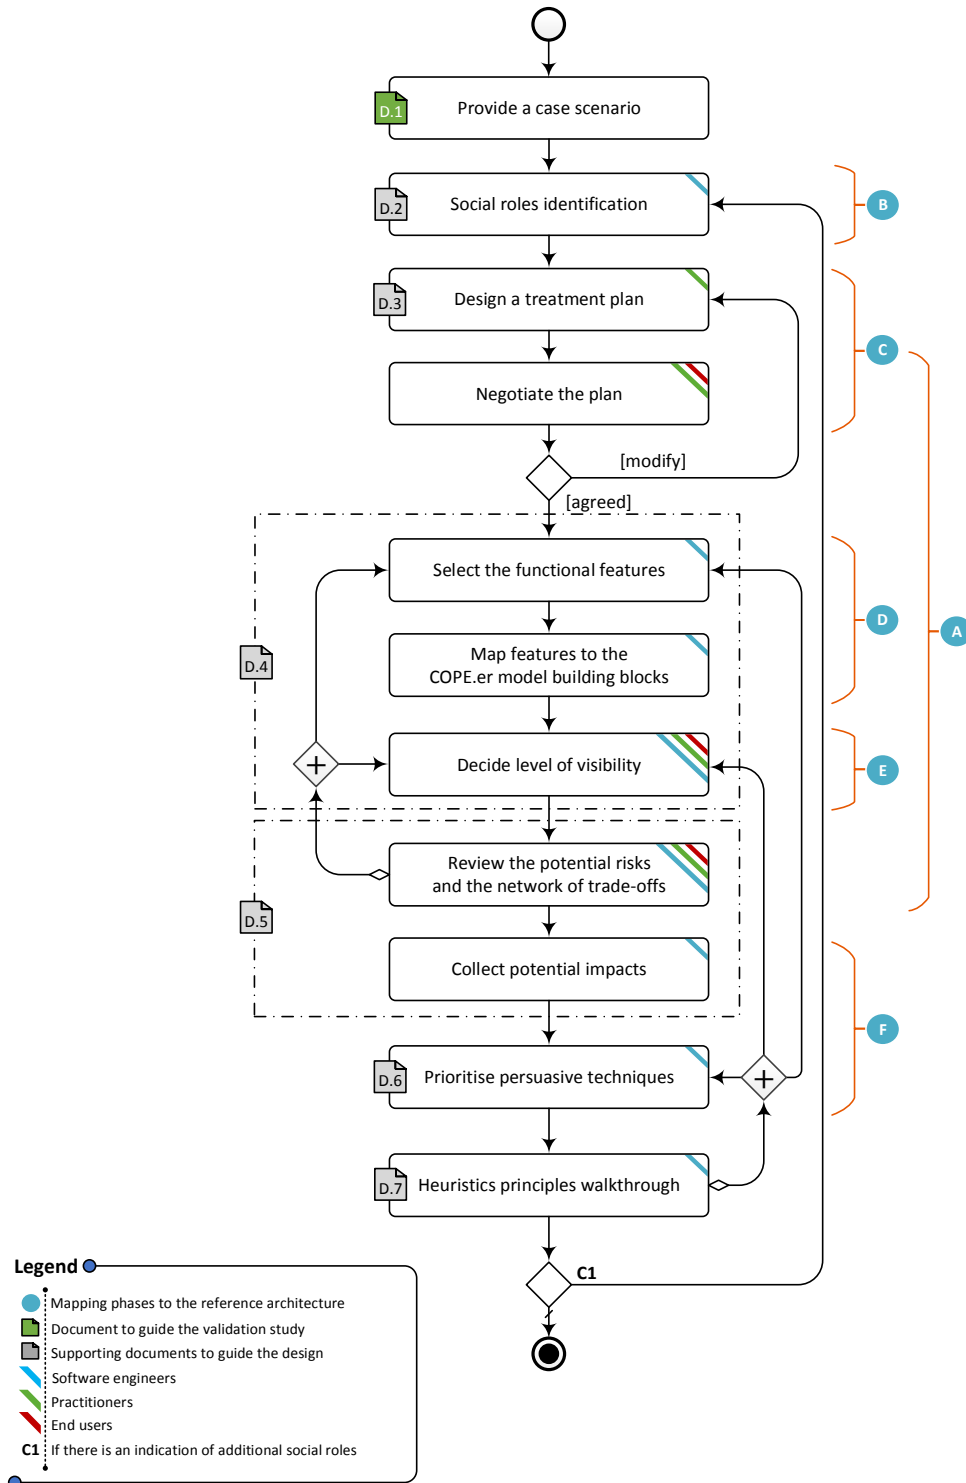 D.1
Provide a case scenario
D.2
Social roles identification
B
D.3
Design a treatment plan
C
Negotiate the plan
[modify]
[agreed]
Select the functional features
D
A
D.4
Map features to the
COPE.er model building blocks
Decide level of visibility
E
Review the potential risks
and the network of trade-offs
D.5
Collect potential impacts
F
D.6
Prioritise persuasive techniques
D.7
Heuristics principles walkthrough
C1
Legend
Mapping phases to the reference architecture
Document to guide the validation study
Supporting documents to guide the design
Software engineers
Practitioners
End users
C1 If there is an indication of additional social roles